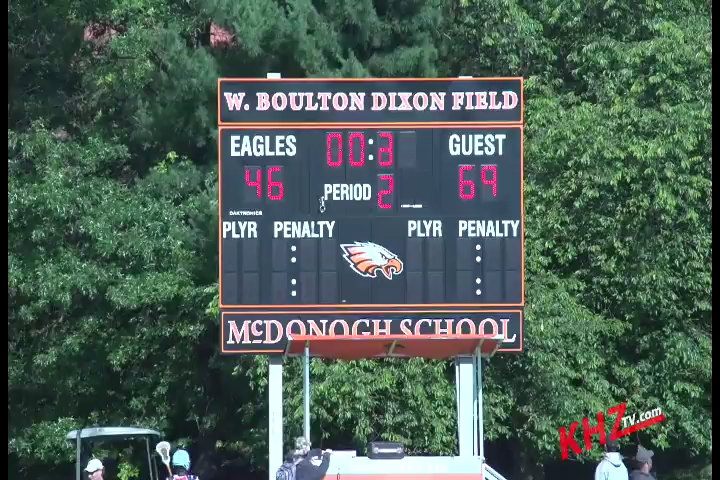 W. BOULTON DIXON FIELD
EAGLES 00:3 GUEST
46 PERIOD 2 69
DAKTRONICS
PLYR PENALTY PLYR PENALTY
McDONOGH SCHOOL
KHZTV.com